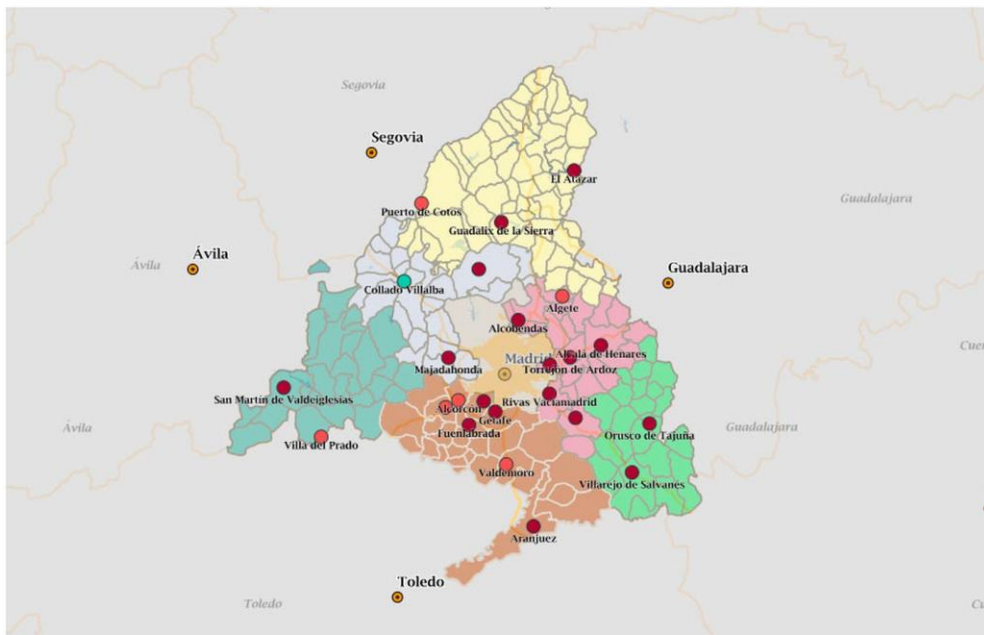 Segovia
Segovia
El Atazar
Guadalajara
Puerto de Cotos
Guadalix de la Sierra
Ávila
Ávila
Guadalajara
Collado Villalba
Algete
Alcobendas
Cue
Madrid
Alcalá de Henares
Majadahonda
Torrejón de Ardoz
San Martín de Valdeiglesias
Rivas Vaciamadrid
Alcorcón
Getafe
Ávila
Guadalajara
Fuenlabrada
Orusco de Tajuña
Villa del Prado
Valdemoro
Villarejo de Salvanés
Aranjuez
Toledo
Toledo
Cu